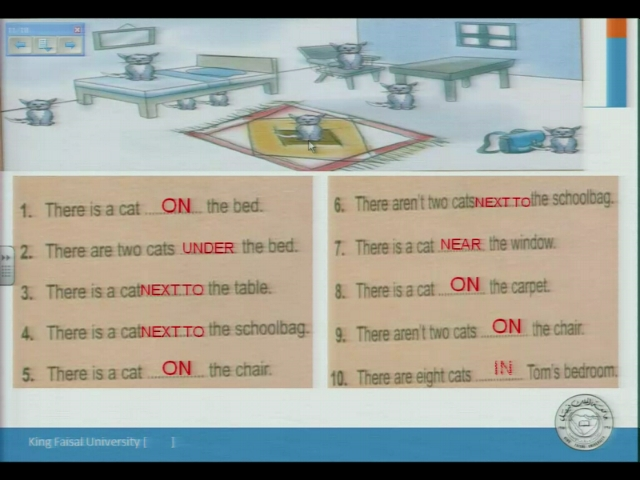 1. There is a cat ON the bed.
2. There are two cats UNDER the bed.
3. There is a cat NEXT TO the table.
4. There is a cat NEXT TO the schoolbag.
5. There is a cat ON the chair.
6. There aren't two cats NEXT TO the schoolbag.
7. There is a cat NEAR the window.
8. There is a cat ON the carpet.
9. There aren't two cats ON the chair.
10. There are eight cats IN Tom's bedroom.
King Faisal University [ ]